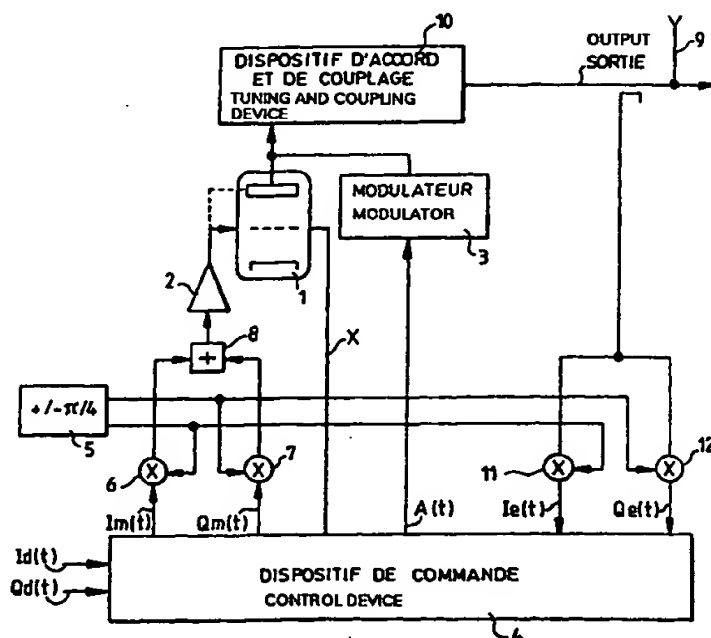 10
DISPOSITIF D'ACCORD
ET DE COUPLAGE
TUNING AND COUPLING
DEVICE
OUTPUT
SORTIE
9
MODULATEUR
MODULATOR
3
2
1
8
+
X
+/-π/4
5
6
X
7
X
11
X
12
X
Im(t)
Qm(t)
A(t)
Ie(t)
Qe(t)
Id(t)
Qd(t)
DISPOSITIF DE COMMANDE
CONTROL DEVICE
4